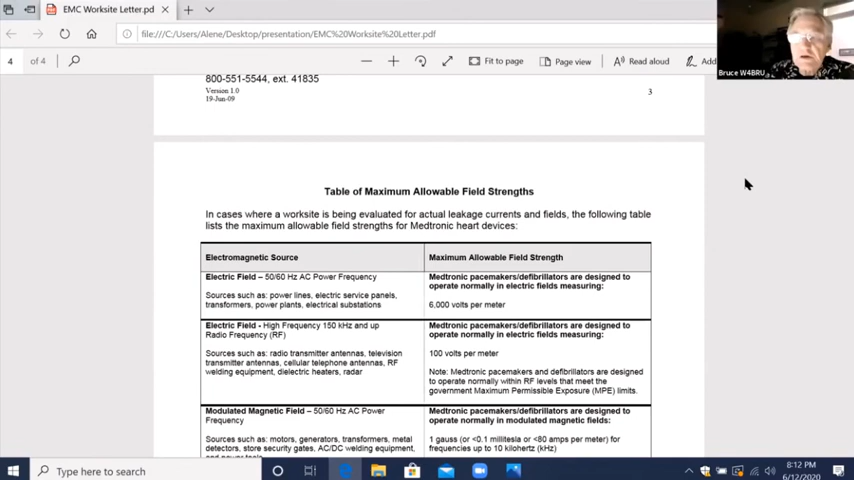 EMC Worksite Letter.pd
file:///C:/Users/Alene/Desktop/presentation/EMC%20Worksite%20Letter.pdf
4 of 4
Fit to page
Page view
Read aloud
Add
Bruce W4BRU
800-551-5544, ext. 41835
Version 1.0
19-Jun-09
3
Table of Maximum Allowable Field Strengths
In cases where a worksite is being evaluated for actual leakage currents and fields, the following table
lists the maximum allowable field strengths for Medtronic heart devices:
Electromagnetic Source
Maximum Allowable Field Strength
Electric Field – 50/60 Hz AC Power Frequency
Sources such as: power lines, electric service panels,
transformers, power plants, electrical substations
Medtronic pacemakers/defibrillators are designed to
operate normally in electric fields measuring:
6,000 volts per meter
Electric Field - High Frequency 150 kHz and up
Radio Frequency (RF)
Sources such as: radio transmitter antennas, television
transmitter antennas, cellular telephone antennas, RF
welding equipment, dielectric heaters, radar
Medtronic pacemakers/defibrillators are designed to
operate normally in electric fields measuring:
100 volts per meter
Note: Medtronic pacemakers and defibrillators are designed
to operate normally within RF levels that meet the
government Maximum Permissible Exposure (MPE) limits.
Modulated Magnetic Field – 50/60 Hz AC Power
Frequency
Sources such as: motors, generators, transformers, metal
detectors, store security gates, AC/DC welding equipment,
and power tools
Medtronic pacemakers/defibrillators are designed to
operate normally in modulated magnetic fields:
1 gauss (or <0.1 millitesla or <80 amps per meter) for
frequencies up to 10 kilohertz (kHz)
Type here to search
8:12 PM
6/12/2020